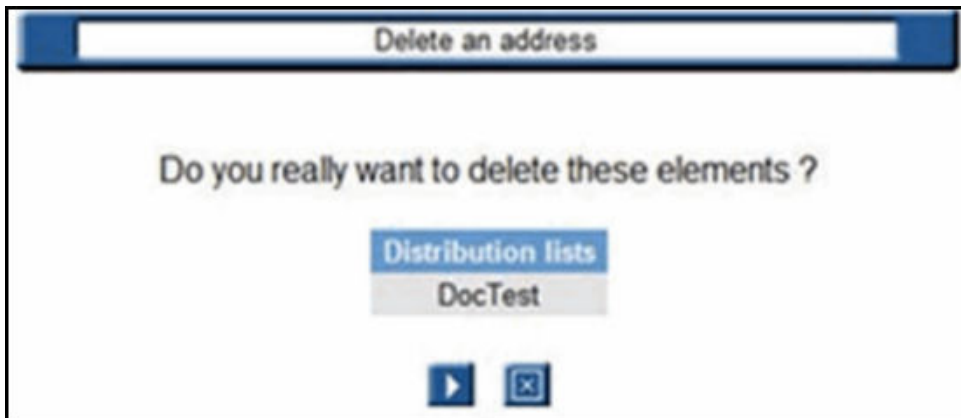 Delete an address
Do you really want to delete these elements ?
Distribution lists
DocTest